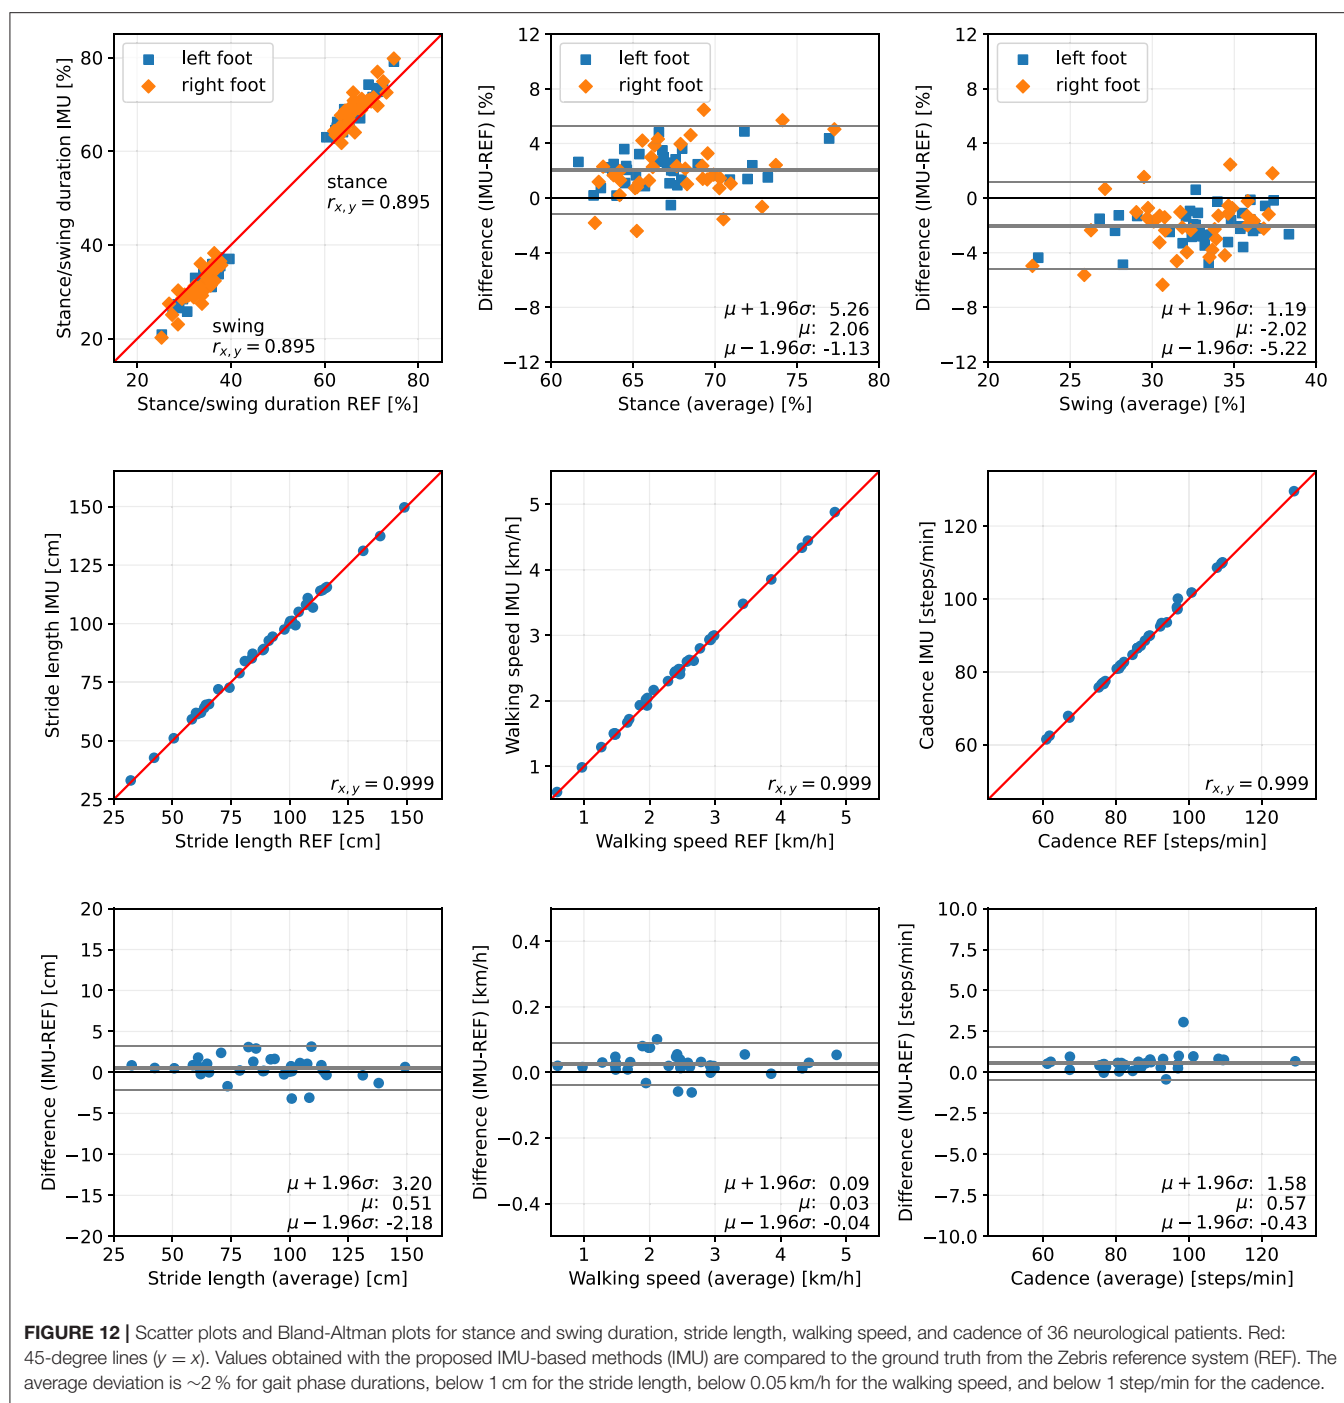 80
60
40
20
20
40
60
80
Stance/swing duration IMU [%]
Stance/swing duration REF [%]
left foot
right foot
stance
r_{x,y} = 0.895
swing
r_{x,y} = 0.895
12
8
4
0
−4
−8
−12
60
65
70
75
80
Difference (IMU-REF) [%]
Stance (average) [%]
left foot
right foot
μ + 1.96σ: 5.26
μ: 2.06
μ − 1.96σ: -1.13
12
8
4
0
−4
−8
−12
20
25
30
35
40
Difference (IMU-REF) [%]
Swing (average) [%]
left foot
right foot
μ + 1.96σ: 1.19
μ: -2.02
μ − 1.96σ: -5.22
150
125
100
75
50
25
25
50
75
100
125
150
Stride length IMU [cm]
Stride length REF [cm]
r_{x,y} = 0.999
5
4
3
2
1
1
2
3
4
5
Walking speed IMU [km/h]
Walking speed REF [km/h]
r_{x,y} = 0.999
120
100
80
60
60
80
100
120
Cadence IMU [steps/min]
Cadence REF [steps/min]
r_{x,y} = 0.999
20
15
10
5
0
−5
−10
−15
−20
25
50
75
100
125
150
Difference (IMU-REF) [cm]
Stride length (average) [cm]
μ + 1.96σ: 3.20
μ: 0.51
μ − 1.96σ: -2.18
0.4
0.2
0.0
−0.2
−0.4
1
2
3
4
5
Difference (IMU-REF) [km/h]
Walking speed (average) [km/h]
μ + 1.96σ: 0.09
μ: 0.03
μ − 1.96σ: -0.04
10.0
7.5
5.0
2.5
0.0
−2.5
−5.0
−7.5
−10.0
60
80
100
120
Difference (IMU-REF) [steps/min]
Cadence (average) [steps/min]
μ + 1.96σ: 1.58
μ: 0.57
μ − 1.96σ: -0.43
FIGURE 12 | Scatter plots and Bland-Altman plots for stance and swing duration, stride length, walking speed, and cadence of 36 neurological patients. Red:
45-degree lines (y = x). Values obtained with the proposed IMU-based methods (IMU) are compared to the ground truth from the Zebris reference system (REF). The
average deviation is ~2 % for gait phase durations, below 1 cm for the stride length, below 0.05 km/h for the walking speed, and below 1 step/min for the cadence.